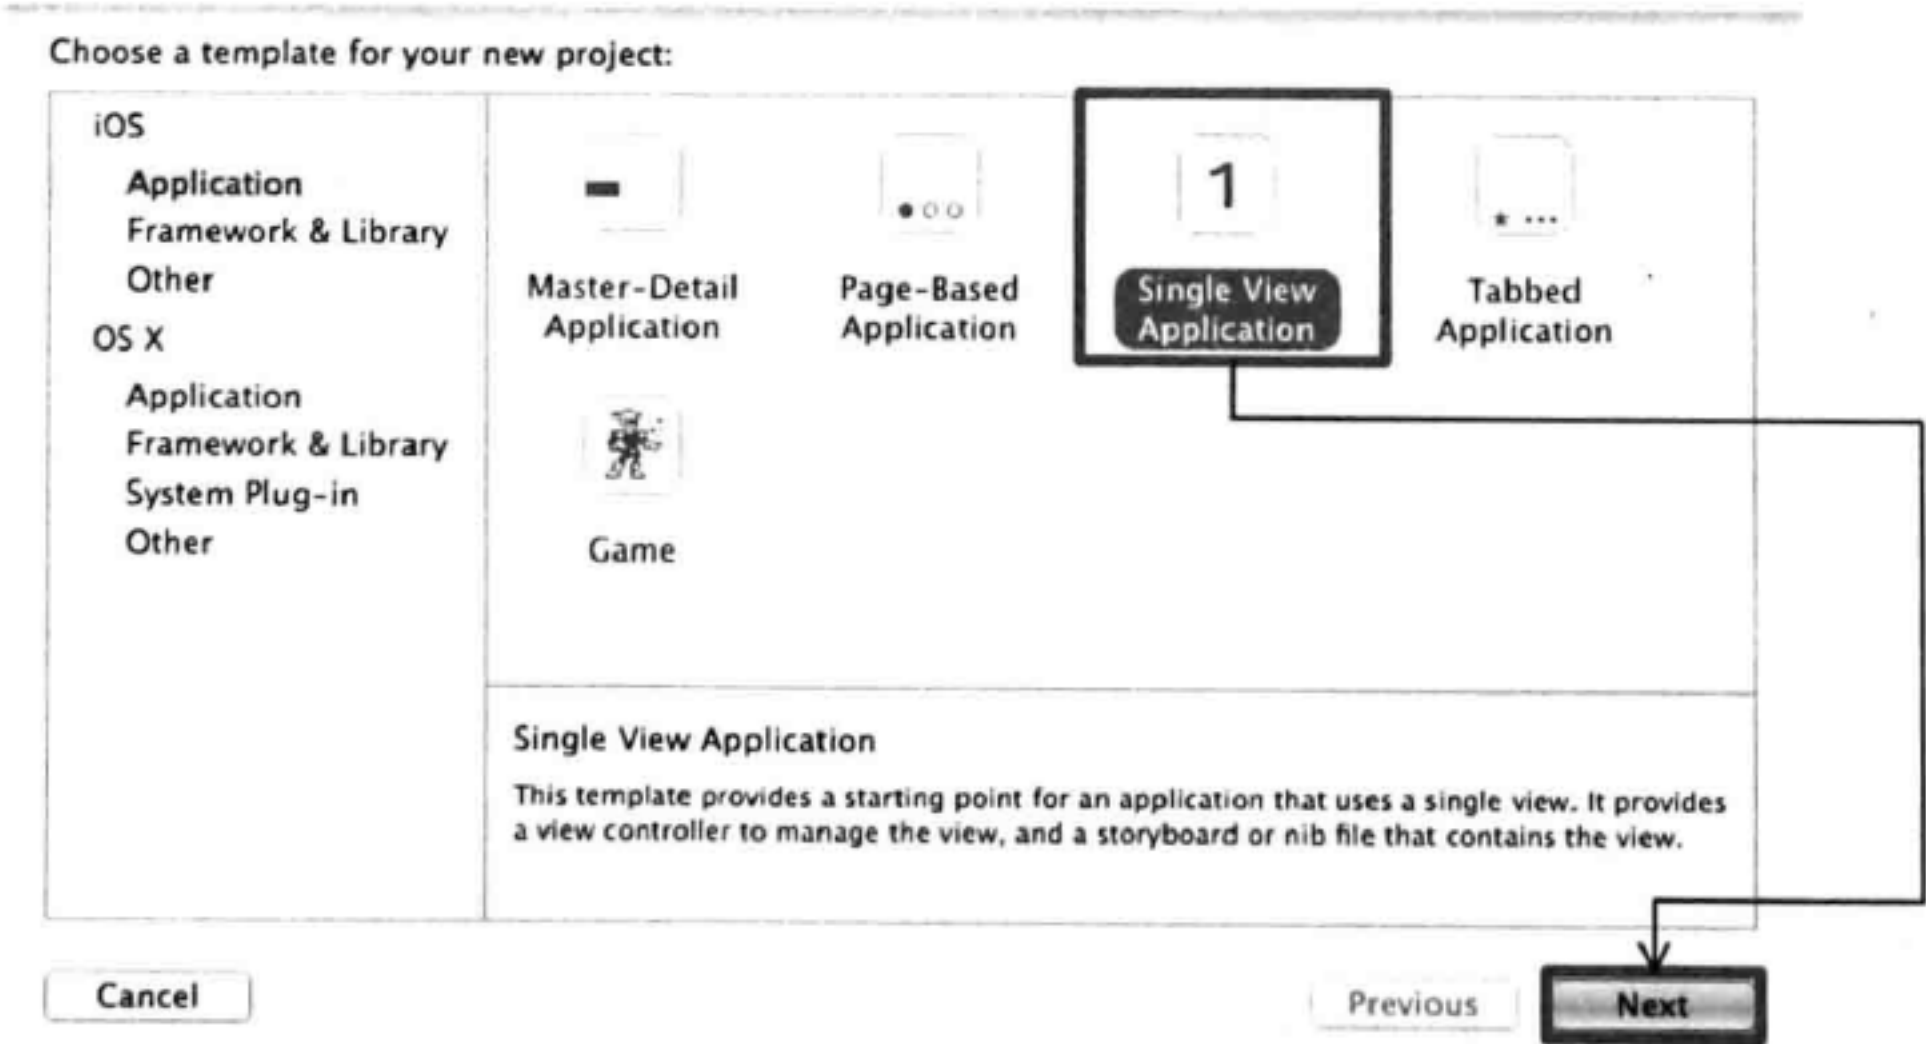 Choose a template for your new project:
iOS
Application
Framework & Library
Other
OS X
Application
Framework & Library
System Plug-in
Other
Master-Detail
Application
Page-Based
Application
1
Single View
Application
Tabbed
Application
Game
Single View Application
This template provides a starting point for an application that uses a single view. It provides
a view controller to manage the view, and a storyboard or nib file that contains the view.
Cancel
Previous
Next